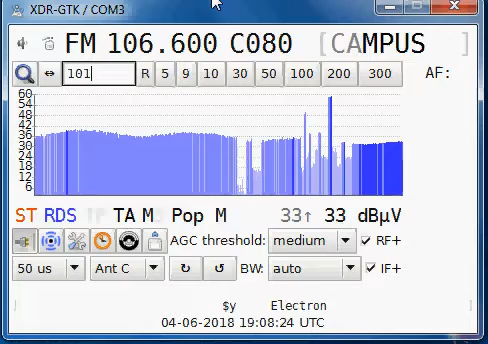 XDR-GTK / COM3
FM 106.600 C080 [CAMPUS ]
101 R 5 9 10 30 50 100 200 300 AF:
60
54
48
42
36
30
24
18
12
6
ST RDS TP TA M S Pop M 33↑ 33 dBμV
AGC threshold: medium RF+
50 us Ant C ↻ ↺ BW: auto IF+
[ $y Electron ]
04-06-2018 19:08:24 UTC